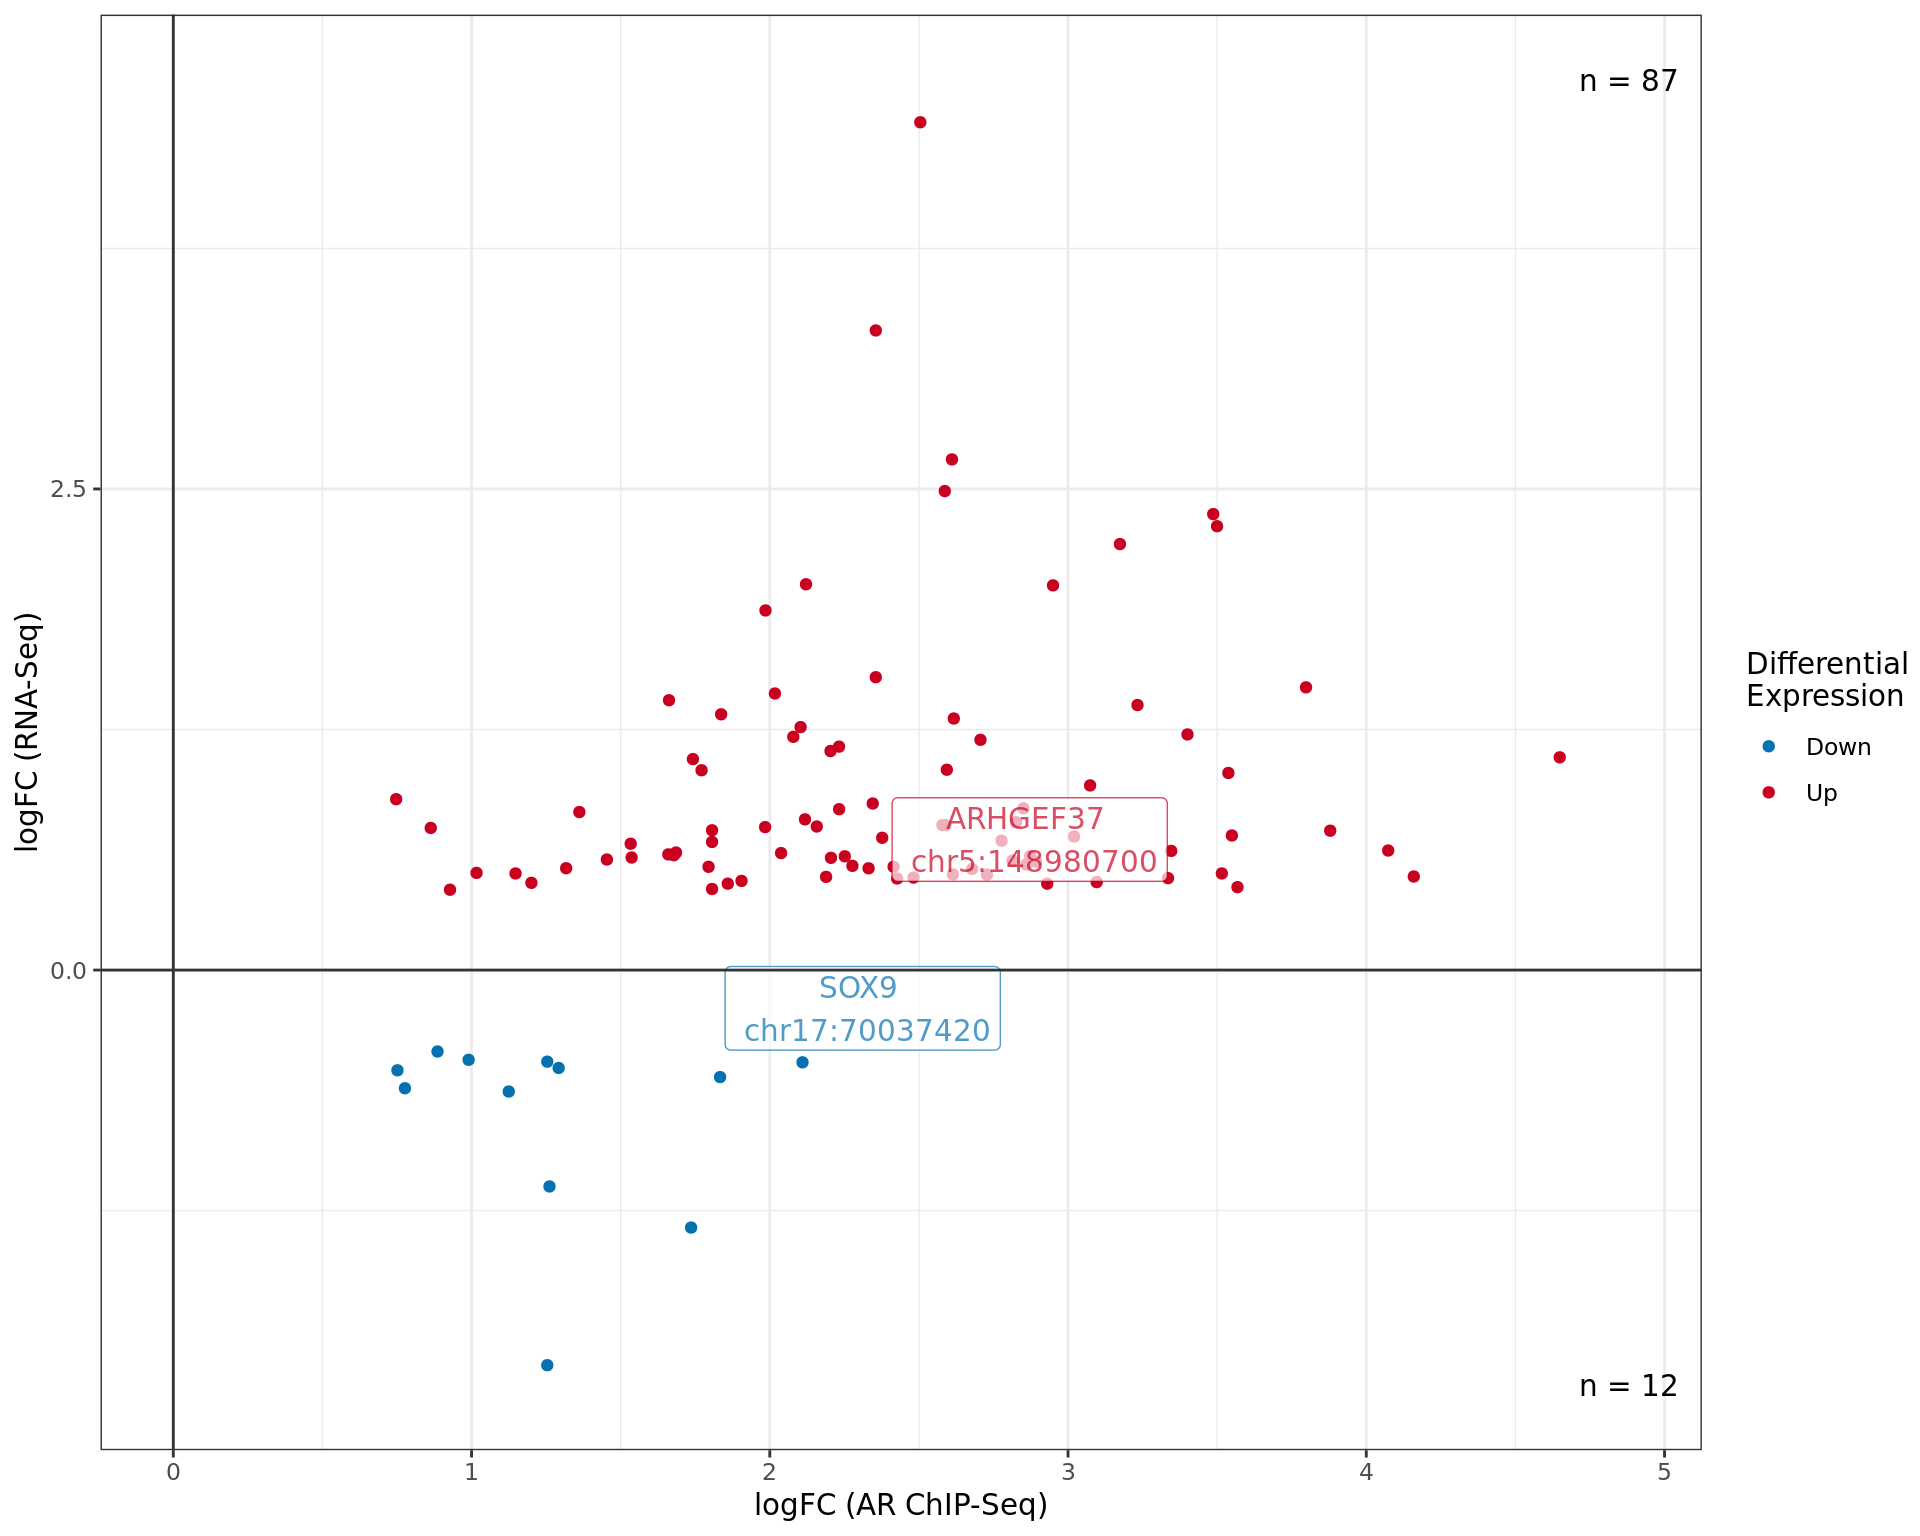 n = 87
2.5
0.0
logFC (RNA-Seq)
ARHGEF37
chr5:148980700
SOX9
chr17:70037420
n = 12
0 1 2 3 4 5
logFC (AR ChIP-Seq)
Differential
Expression
Down
Up